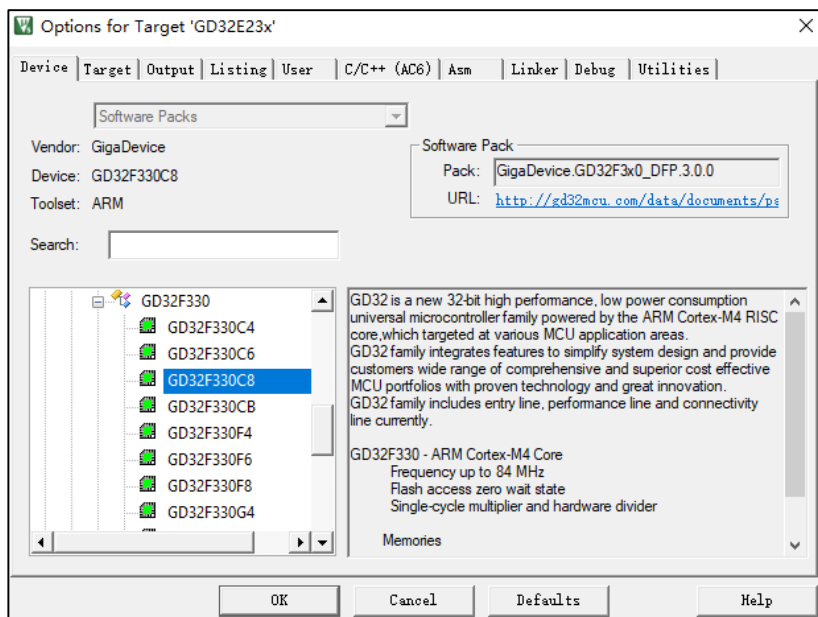 Options for Target 'GD32E23x'
Device Target Output Listing User C/C++ (AC6) Asm Linker Debug Utilities
Software Packs
Vendor: GigaDevice
Device: GD32F330C8
Toolset: ARM
Search:
Software Pack
Pack: GigaDevice.GD32F3x0_DFP.3.0.0
URL: http://gd32mcu.com/data/documents/ps
GD32F330
GD32F330C4
GD32F330C6
GD32F330C8
GD32F330CB
GD32F330F4
GD32F330F6
GD32F330F8
GD32F330G4
GD32 is a new 32-bit high performance, low power consumption
universal microcontroller family powered by the ARM Cortex-M4 RISC
core,which targeted at various MCU application areas.
GD32 family integrates features to simplify system design and provide
customers wide range of comprehensive and superior cost effective
MCU portfolios with proven technology and great innovation.
GD32 family includes entry line, performance line and connectivity
line currently.
GD32F330 - ARM Cortex-M4 Core
Frequency up to 84 MHz
Flash access zero wait state
Single-cycle multiplier and hardware divider
Memories
OK Cancel Defaults Help